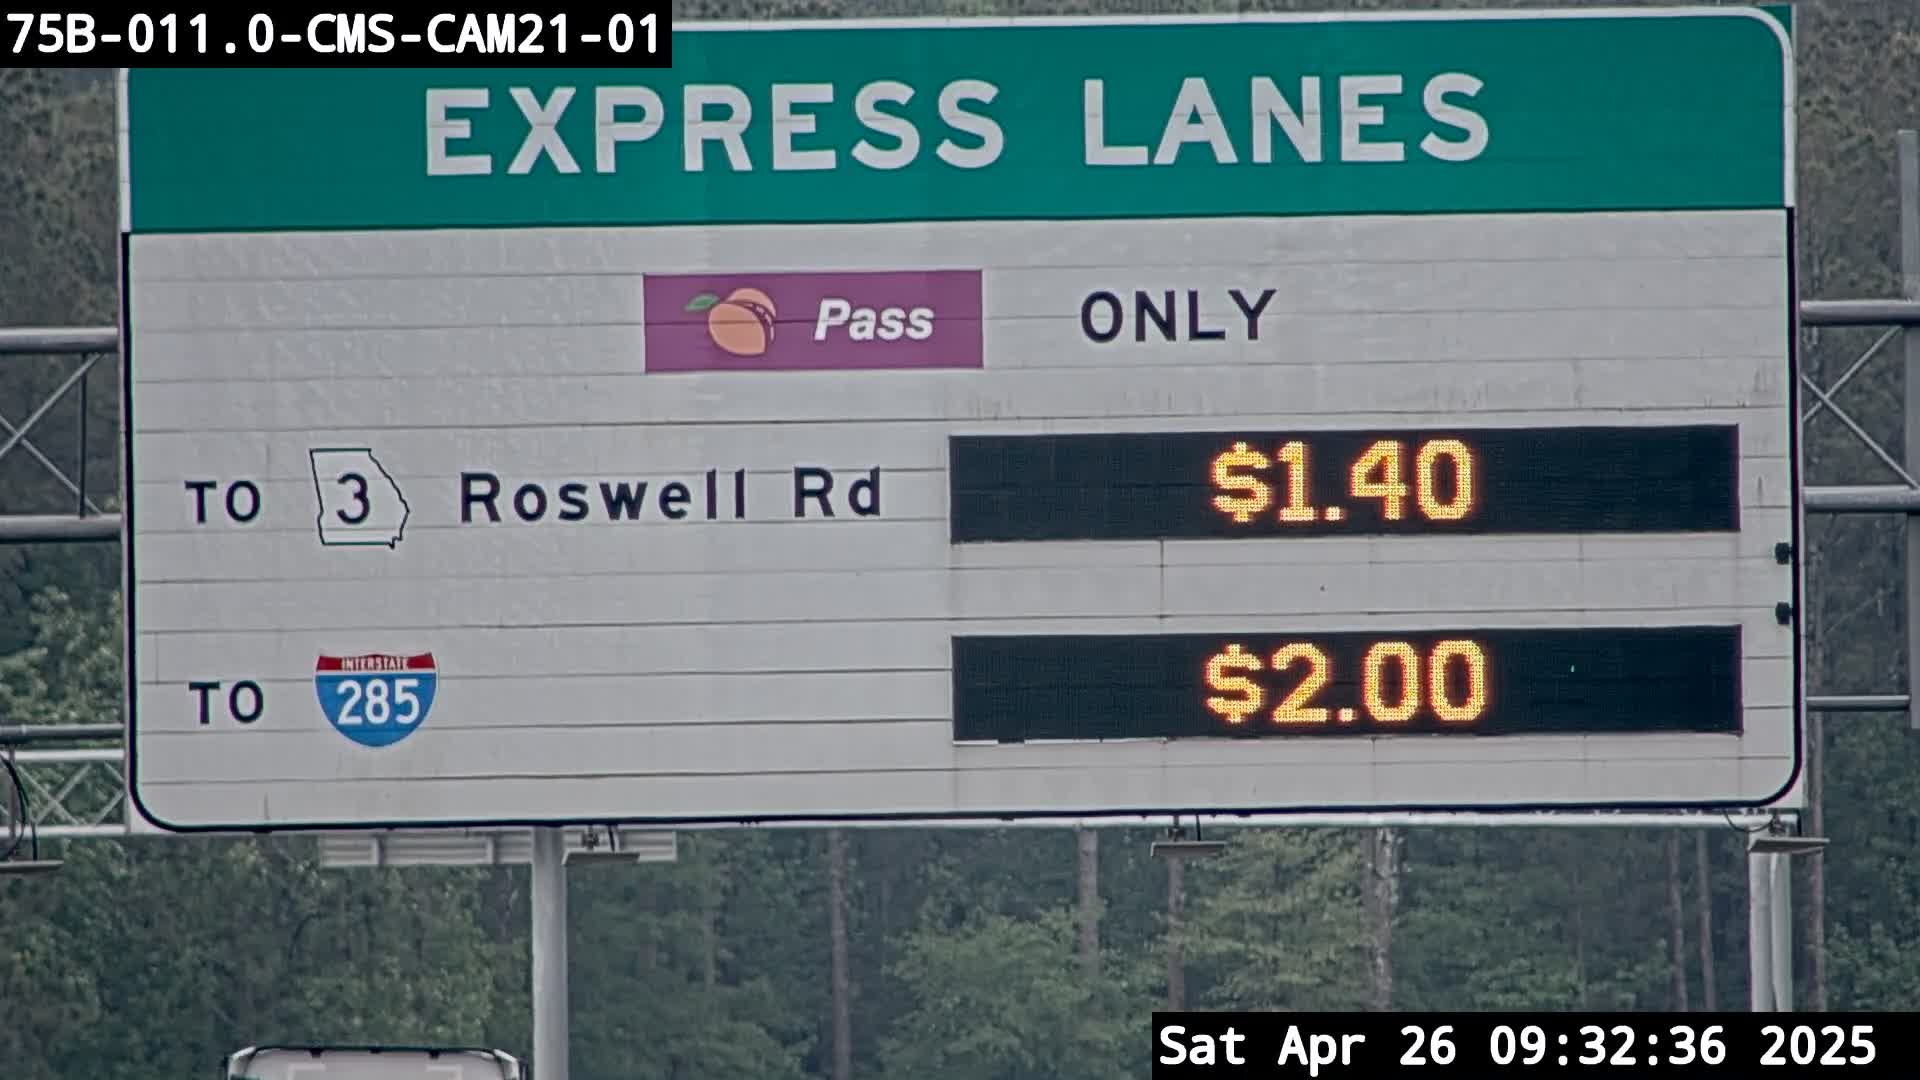 75B-011.0-CMS-CAM21-01
EXPRESS LANES
Pass ONLY
TO 3 Roswell Rd $1.40
INTERSTATE
TO 285 $2.00
Sat Apr 26 09:32:36 2025